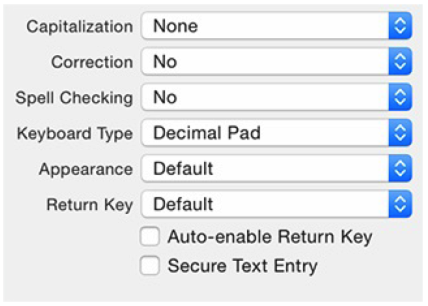 Capitalization None
Correction No
Spell Checking No
Keyboard Type Decimal Pad
Appearance Default
Return Key Default
Auto-enable Return Key
Secure Text Entry